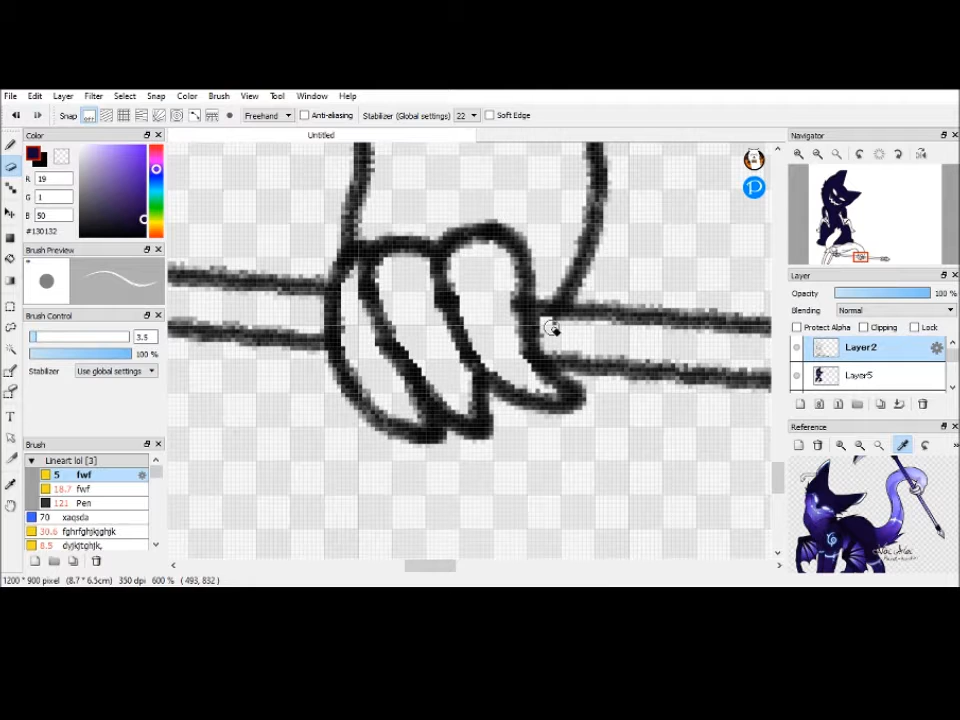 File Edit Layer Filter Select Snap Color Brush View Tool Window Help
Snap OFF Freehand Anti-aliasing Stabilizer (Global settings) 22 Soft Edge
Untitled
Color
R 19
G 1
B 50
#130132
Brush Preview
Brush Control
3.5
100 %
Stabilizer Use global settings
Brush
Lineart lol [3]
5 fwf
18.7 fwf
121 Pen
70 xaqsda
30.6 fghrfghjkjghjk
8.5 dyjkjtghjk,
1200 * 900 pixel (8.7 * 6.5cm) 350 dpi 600 % ( 493, 832 )
Navigator
Layer
Opacity 100 %
Blending Normal
Protect Alpha Clipping Lock
Layer2
Layer5
Reference